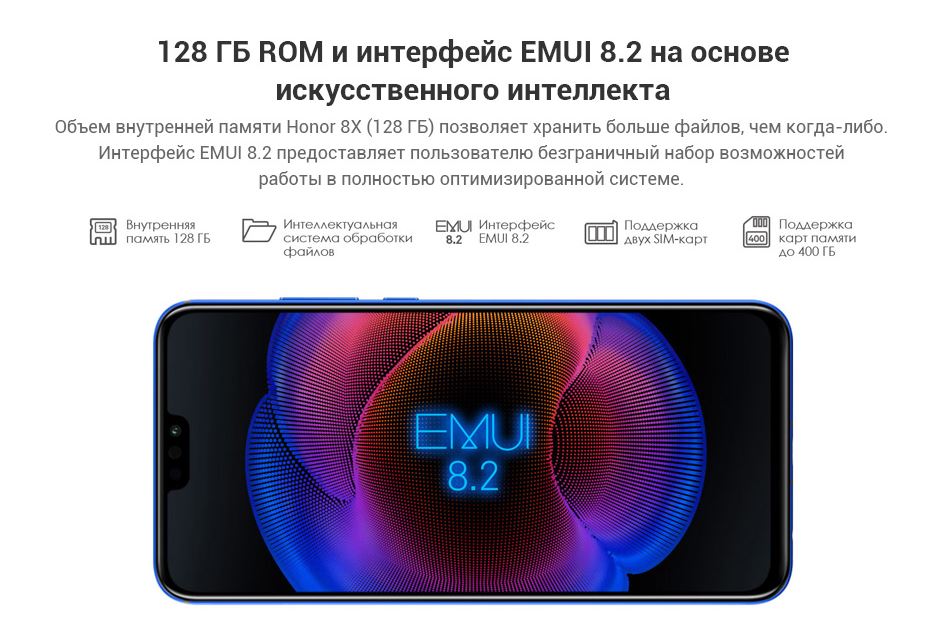 128 ГБ ROM и интерфейс EMUI 8.2 на основе
искусственного интеллекта
Объем внутренней памяти Honor 8X (128 ГБ) позволяет хранить больше файлов, чем когда-либо.
Интерфейс EMUI 8.2 предоставляет пользователю безграничный набор возможностей
работы в полностью оптимизированной системе.
128
Внутренняя
память 128 ГБ
Интеллектуальная
система обработки
файлов
EMUI
8.2
Интерфейс
EMUI 8.2
Поддержка
двух SIM-карт
400
Поддержка
карт памяти
до 400 ГБ
EMUI
8.2